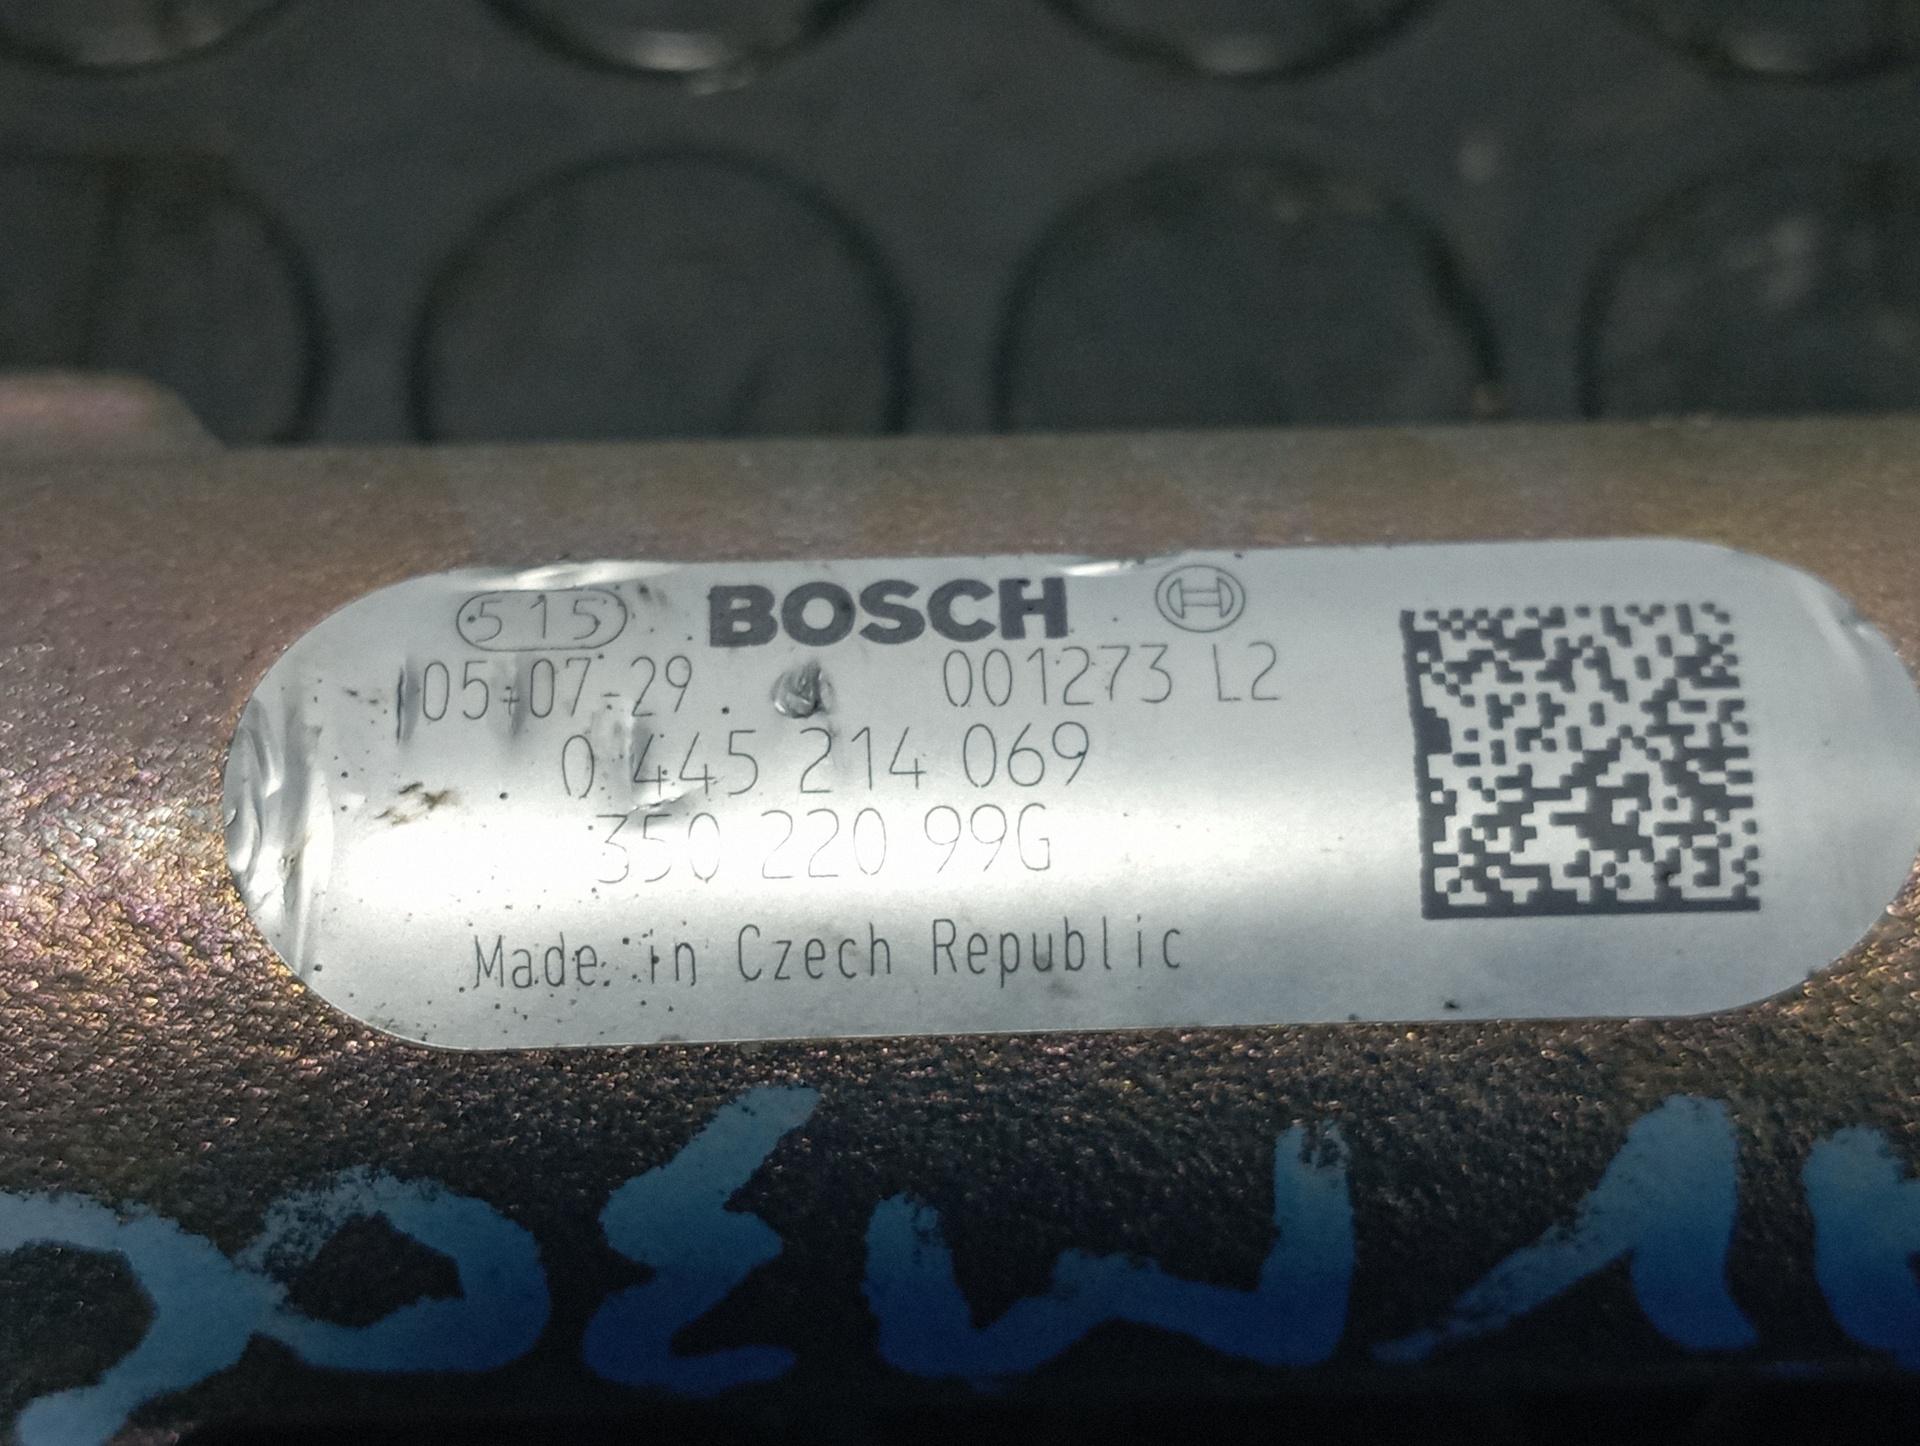 515 BOSCH
05-07-29 001273 L2
0 445 214 069
350 220 99G
Made in Czech Republic